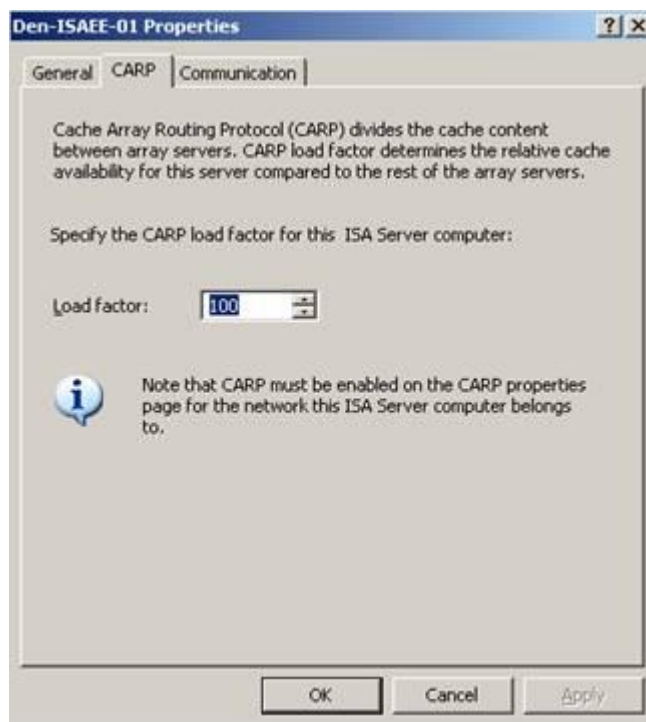 Den-ISAEE-01 Properties
General CARP Communication
Cache Array Routing Protocol (CARP) divides the cache content
between array servers. CARP load factor determines the relative cache
availability for this server compared to the rest of the array servers.
Specify the CARP load factor for this ISA Server computer:
Load factor: 100
Note that CARP must be enabled on the CARP properties
page for the network this ISA Server computer belongs
to.
OK Cancel Apply